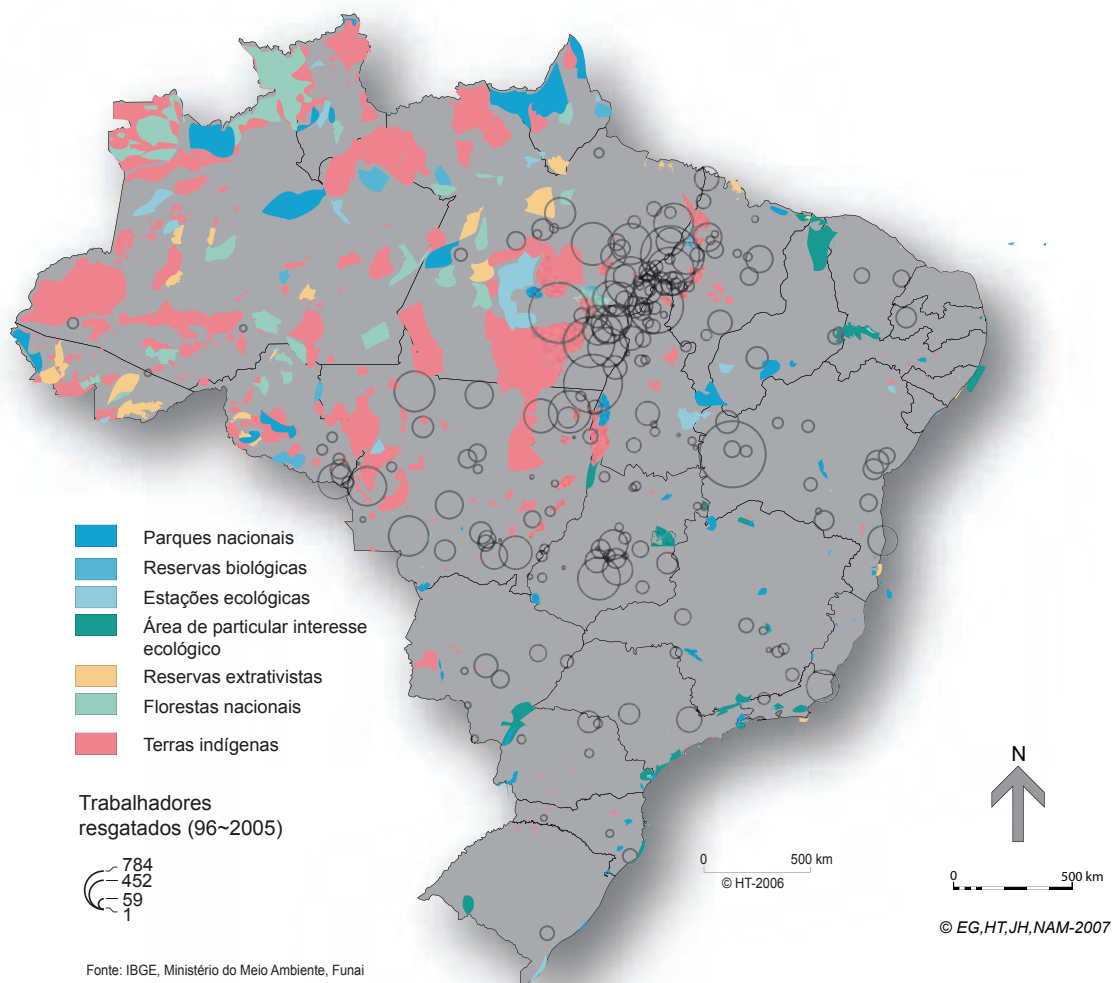 Parques nacionais
Reservas biológicas
Estações ecológicas
Área de particular interesse
ecológico
Reservas extrativistas
Florestas nacionais
Terras indígenas
Trabalhadores
resgatados (96~2005)
784
452
59
1
Fonte: IBGE, Ministério do Meio Ambiente, Funai
0 500 km
© HT-2006
N
0 500 km
© EG,HT,JH,NAM-2007